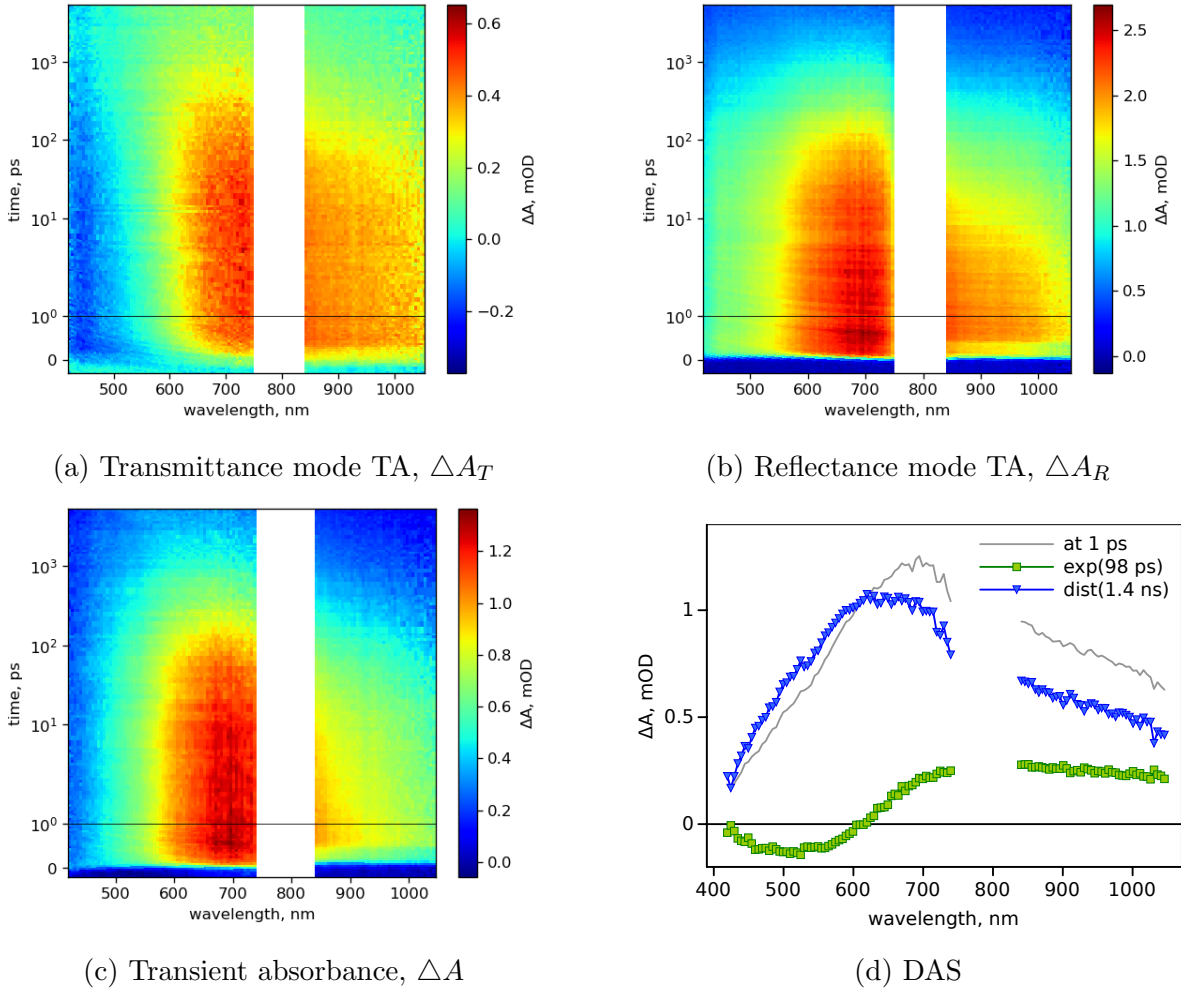 10³
10²
10¹
10⁰
0
time, ps
500 600 700 800 900 1000
wavelength, nm
0.6
0.4
0.2
0.0
−0.2
ΔA, mOD
(a) Transmittance mode TA, △A_T
10³
10²
10¹
10⁰
0
time, ps
500 600 700 800 900 1000
wavelength, nm
2.5
2.0
1.5
1.0
0.5
0.0
ΔA, mOD
(b) Reflectance mode TA, △A_R
10³
10²
10¹
10⁰
0
time, ps
500 600 700 800 900 1000
wavelength, nm
1.2
1.0
0.8
0.6
0.4
0.2
0.0
ΔA, mOD
(c) Transient absorbance, △A
at 1 ps
exp(98 ps)
dist(1.4 ns)
1
0.5
0
ΔA, mOD
400 500 600 700 800 900 1000
wavelength, nm
(d) DAS